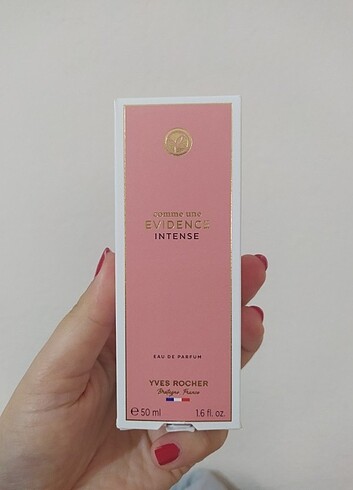 comme une
EVIDENCE
INTENSE
EAU DE PARFUM
YVES ROCHER
Bretagne, France
℮ 50 ml 1.6 fl. oz.